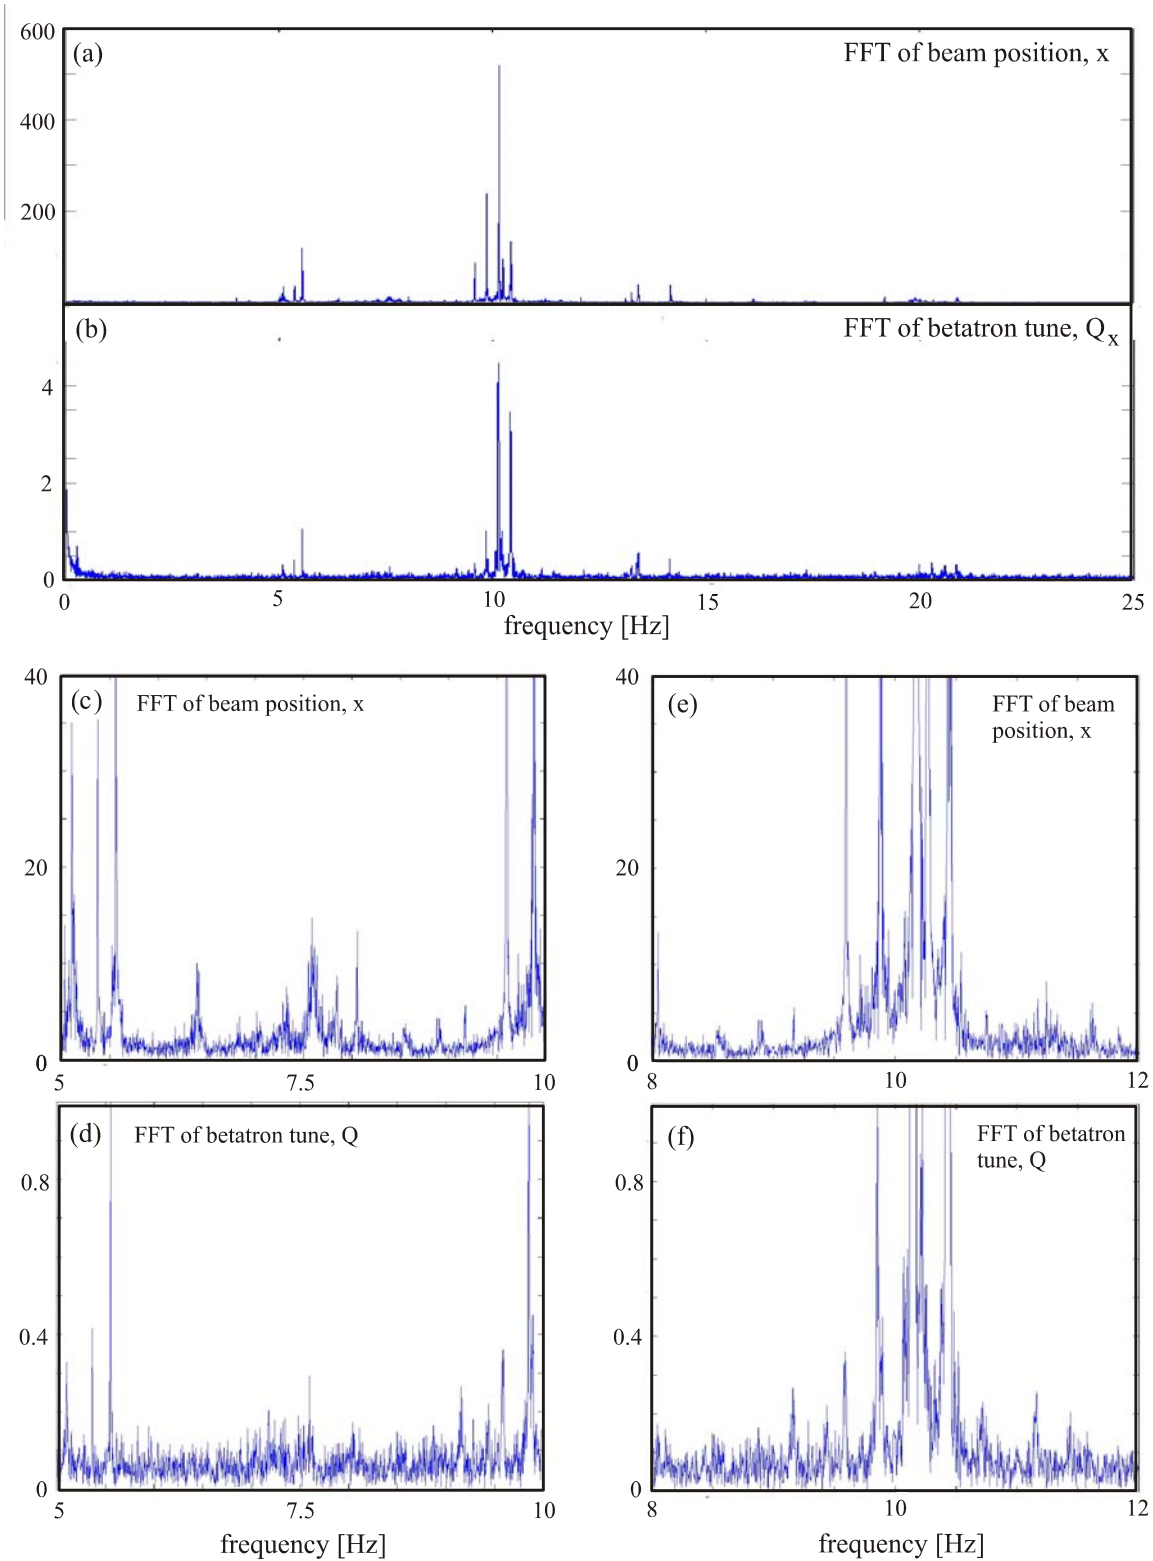 600
(a)
FFT of beam position, x
400
200
(b)
FFT of betatron tune, Qx
4
2
0
0 5 10 15 20 25
frequency [Hz]
40
(c)
FFT of beam position, x
20
0
5 7.5 10
40
(e)
FFT of beam
position, x
20
0
8 10 12
(d)
FFT of betatron tune, Q
0.8
0.4
0
5 7.5 10
frequency [Hz]
(f)
FFT of betatron
tune, Q
0.8
0.4
0
8 10 12
frequency [Hz]